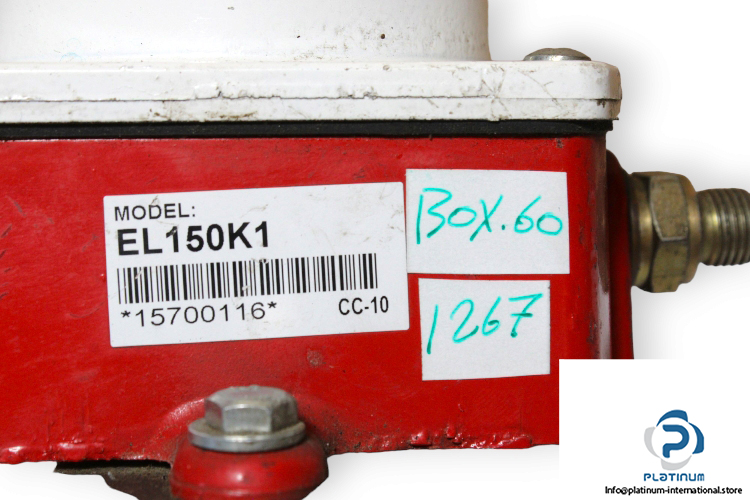 MODEL:
EL150K1
*15700116*
CC-10
BOX.60
1267
PLATINUM
Info@platinum-international.store